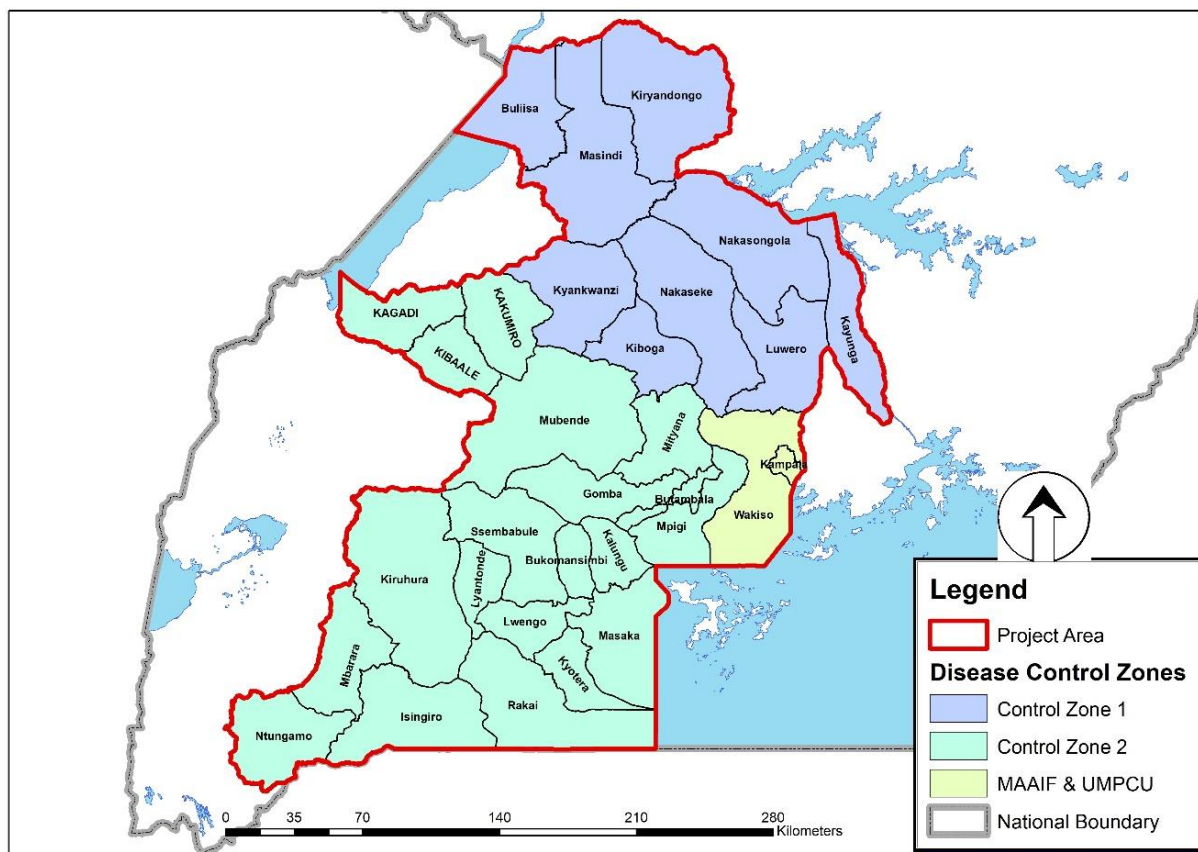 Buliisa
Kiryandongo
Masindi
Nakasongola
Kyankwanzi
Nakaseke
KAGADI
KAKUMIRO
KIBAALE
Kiboga
Luwero
Kayunga
Mubende
Mityana
Kampala
Gomba
Butambala
Wakiso
Mpigi
Ssembabule
Kalungu
Bukomansimbi
Lyantonde
Kiruhura
Lwengo
Masaka
Kyotera
Mbarara
Rakai
Isingiro
Ntungamo
0 35 70 140 210 280
Kilometers
Legend
Project Area
Disease Control Zones
Control Zone 1
Control Zone 2
MAAIF & UMPCU
National Boundary